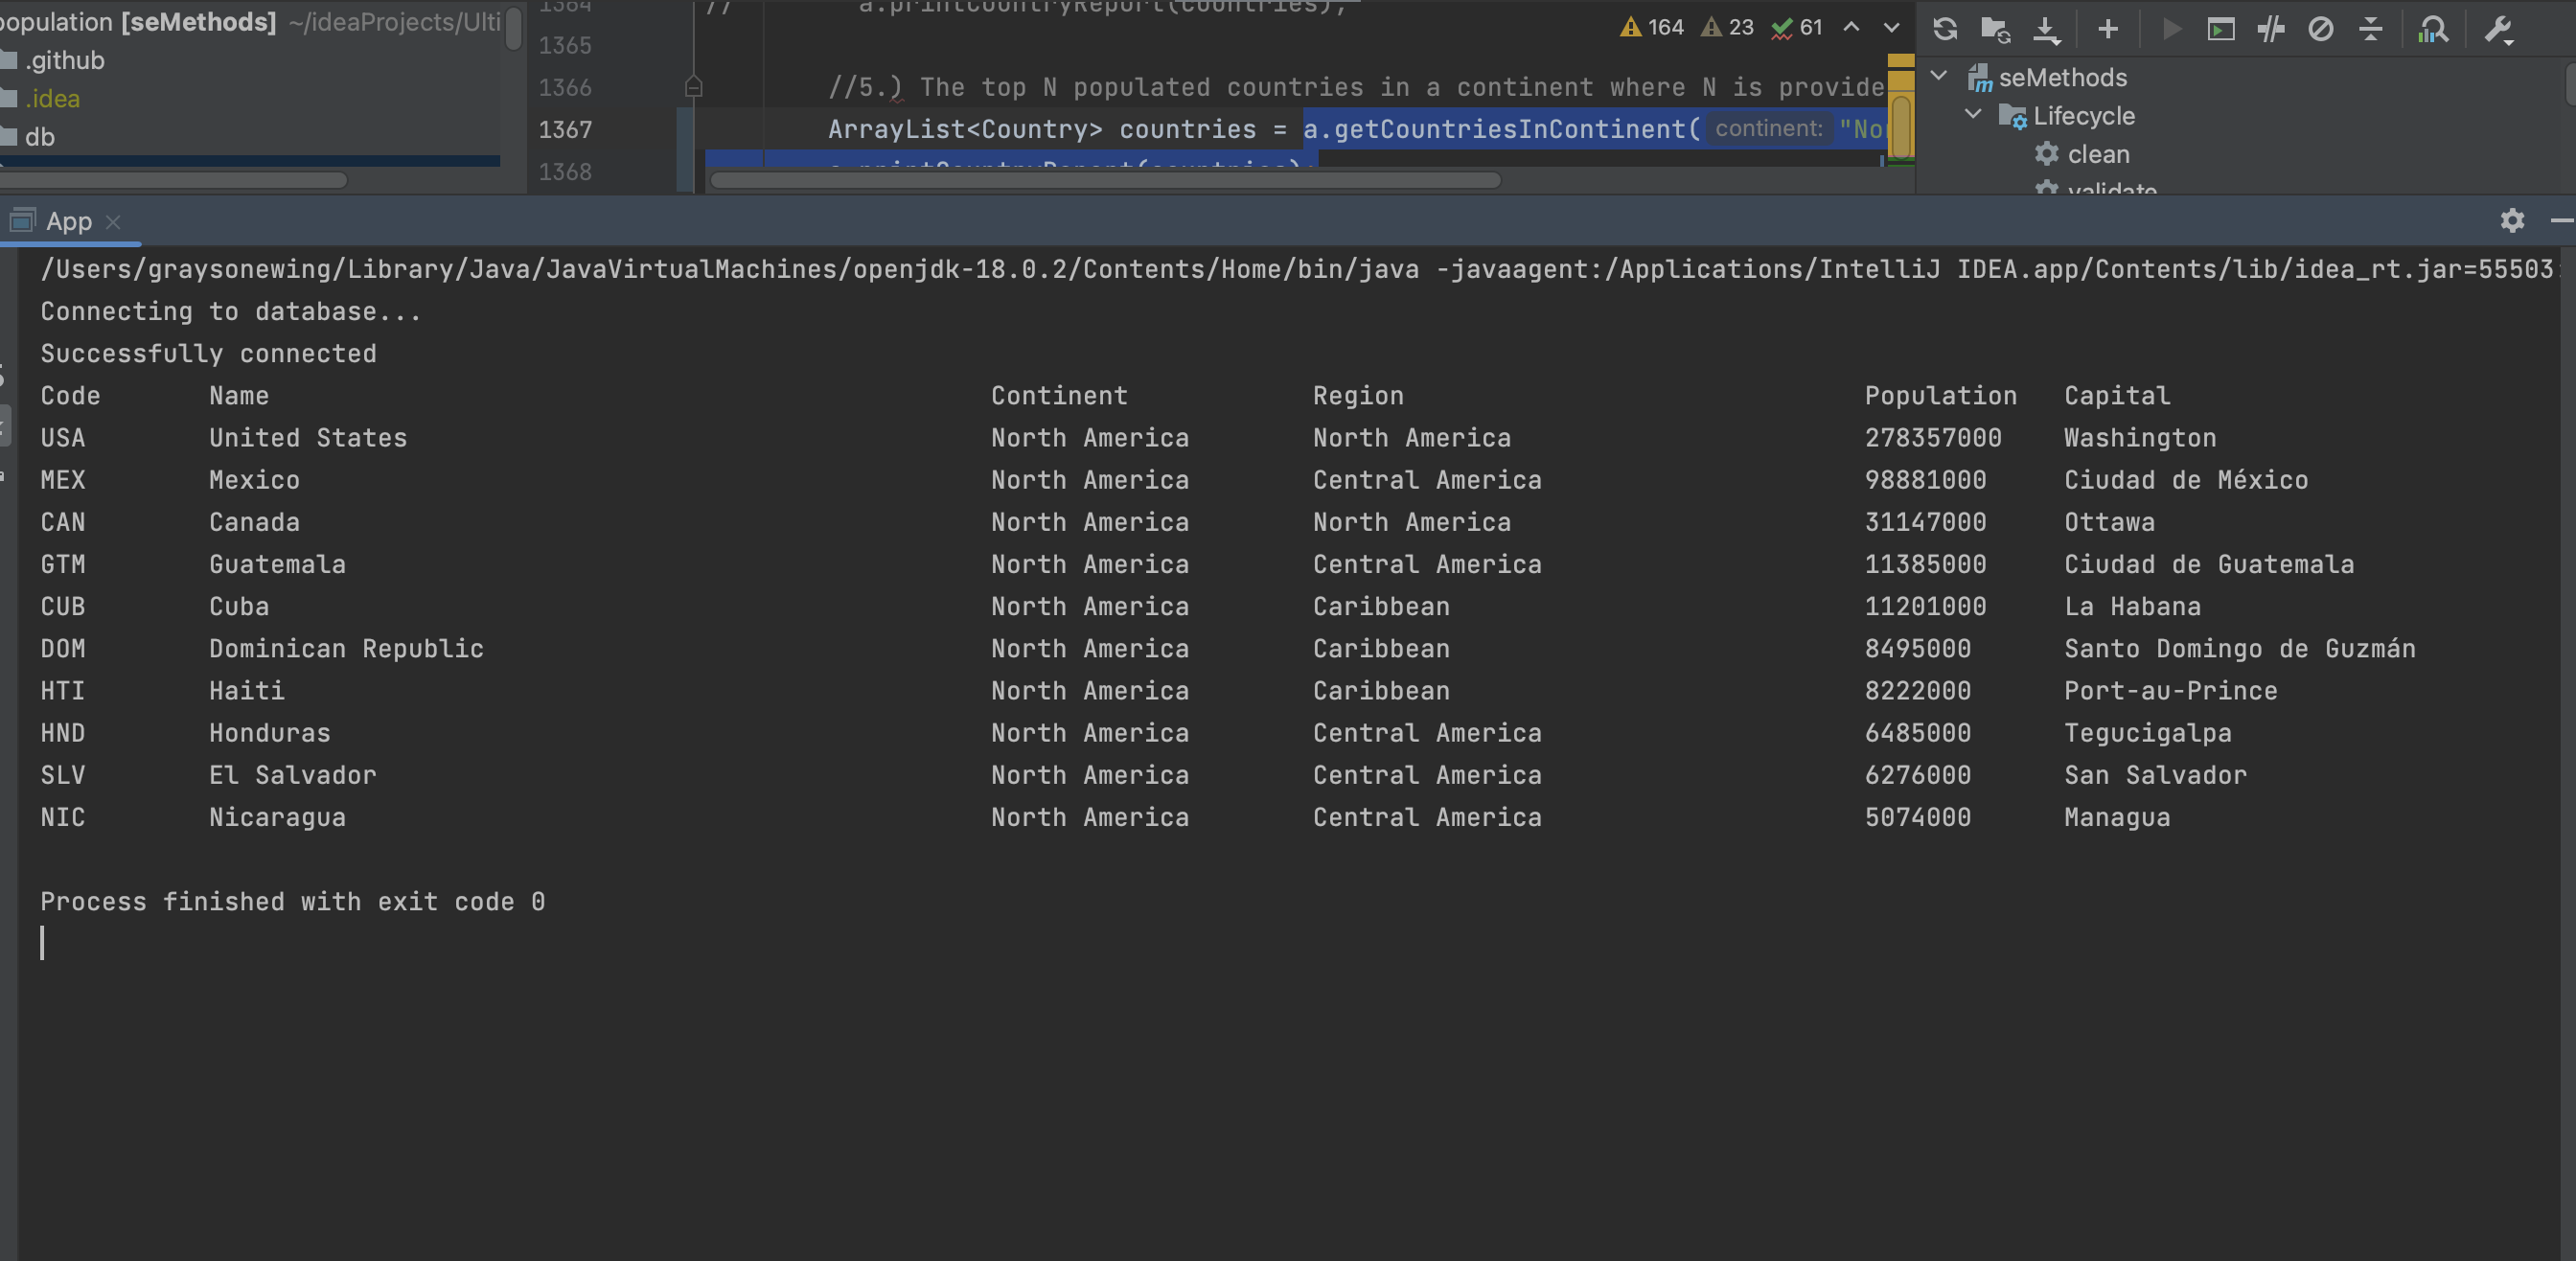 population [seMethods] ~/ideaProjects/Ulti
.github
.idea
db
1364 // a.printCountryReport(countries);
1365
1366 //5.) The top N populated countries in a continent where N is provide
1367 ArrayList<Country> countries = a.getCountriesInContinent( continent: "No
1368 a.printCountryReport(countries);
164 23 61
seMethods
Lifecycle
clean
validate
App
/Users/graysonewing/Library/Java/JavaVirtualMachines/openjdk-18.0.2/Contents/Home/bin/java -javaagent:/Applications/IntelliJ IDEA.app/Contents/lib/idea_rt.jar=55503:
Connecting to database...
Successfully connected
Code Name Continent Region Population Capital
USA United States North America North America 278357000 Washington
MEX Mexico North America Central America 98881000 Ciudad de México
CAN Canada North America North America 31147000 Ottawa
GTM Guatemala North America Central America 11385000 Ciudad de Guatemala
CUB Cuba North America Caribbean 11201000 La Habana
DOM Dominican Republic North America Caribbean 8495000 Santo Domingo de Guzmán
HTI Haiti North America Caribbean 8222000 Port-au-Prince
HND Honduras North America Central America 6485000 Tegucigalpa
SLV El Salvador North America Central America 6276000 San Salvador
NIC Nicaragua North America Central America 5074000 Managua
Process finished with exit code 0